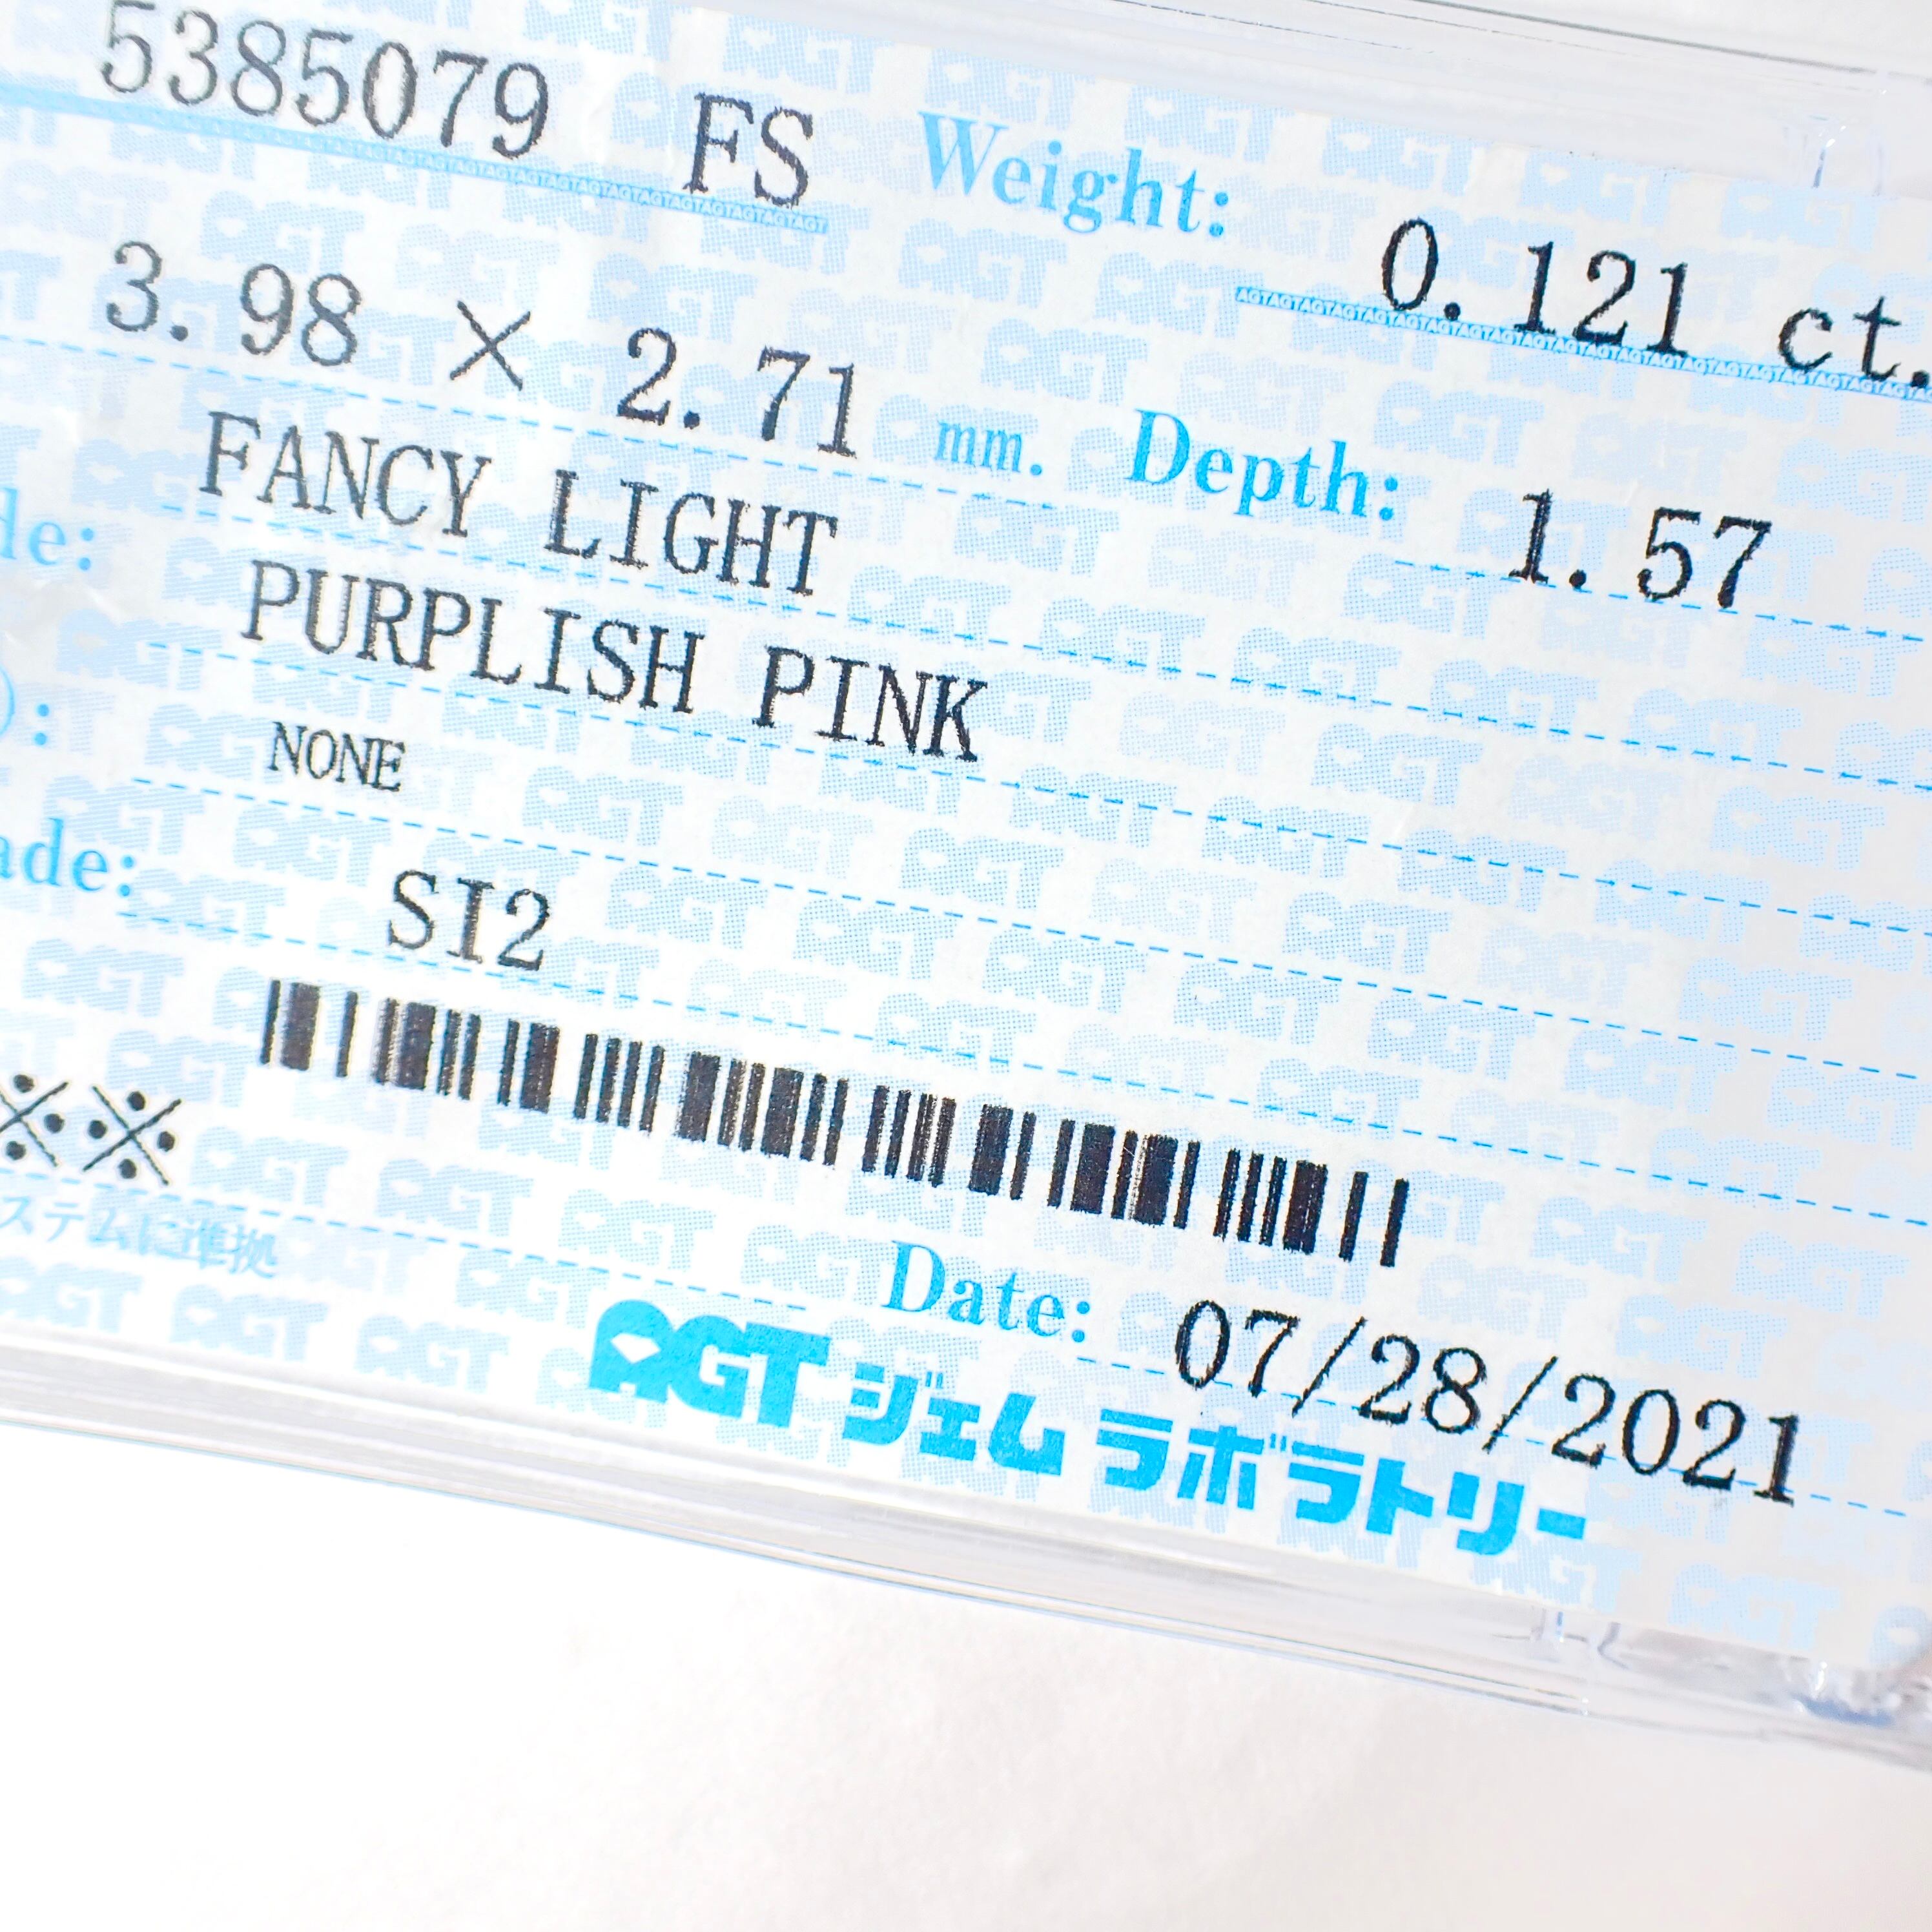 5385079 FS Weight: 0.121 ct.
3.98 × 2.71 mm. Depth: 1.57
de: FANCY LIGHT
PURPLISH PINK
): NONE
ade: SI2
※※
ステムに準拠
Date: 07/28/2021
AGT ジェム ラボラトリー